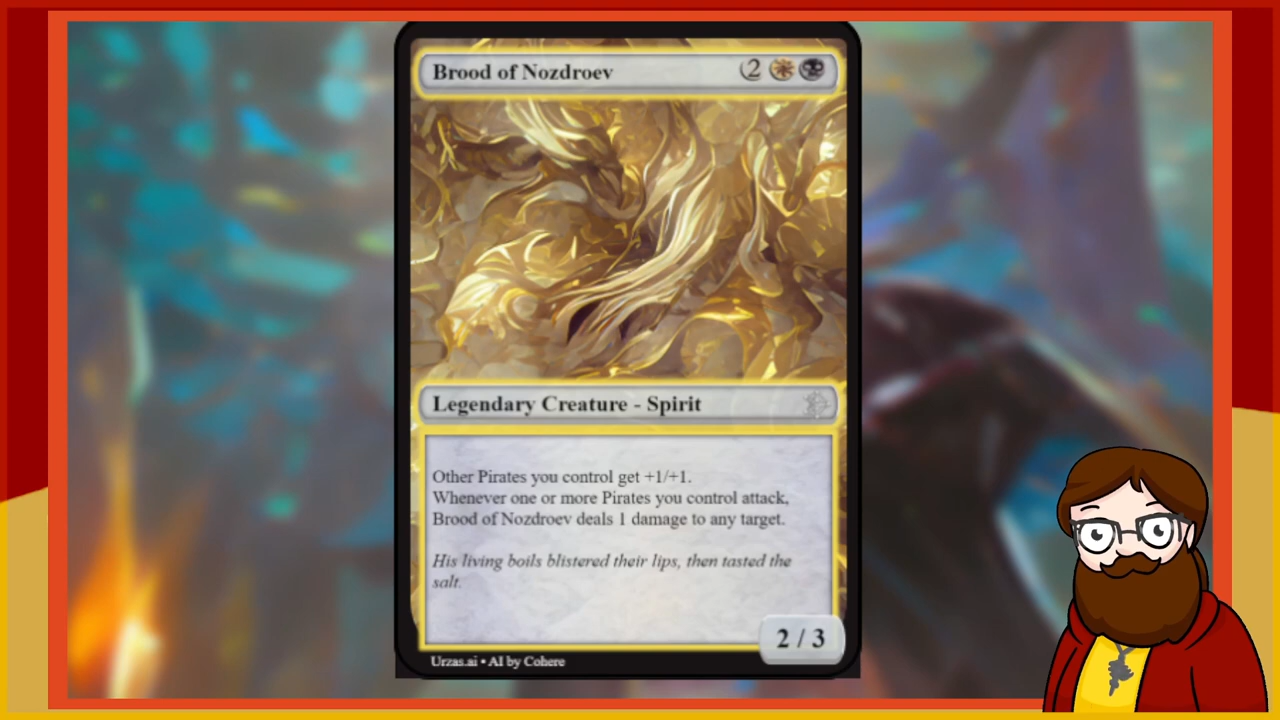 Brood of Nozdroev 2
Legendary Creature - Spirit
Other Pirates you control get +1/+1.
Whenever one or more Pirates you control attack,
Brood of Nozdroev deals 1 damage to any target.
His living boils blistered their lips, then tasted the
salt.
2 / 3
Urzas.ai • AI by Cohere